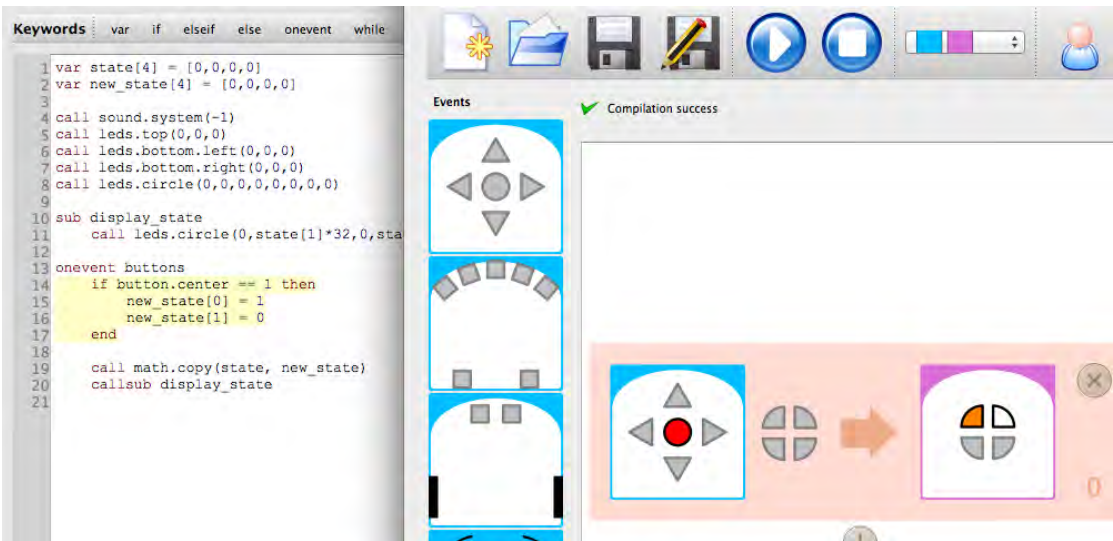 Keywords var if elseif else onevent while
1 var state[4] = [0,0,0,0]
2 var new_state[4] = [0,0,0,0]
3
4 call sound.system(-1)
5 call leds.top(0,0,0)
6 call leds.bottom.left(0,0,0)
7 call leds.bottom.right(0,0,0)
8 call leds.circle(0,0,0,0,0,0,0,0)
9
10 sub display_state
11 call leds.circle(0,state[1]*32,0,sta
12
13 onevent buttons
14 if button.center == 1 then
15 new_state[0] = 1
16 new_state[1] = 0
17 end
18
19 call math.copy(state, new_state)
20 callsub display_state
21
Events
Compilation success
0